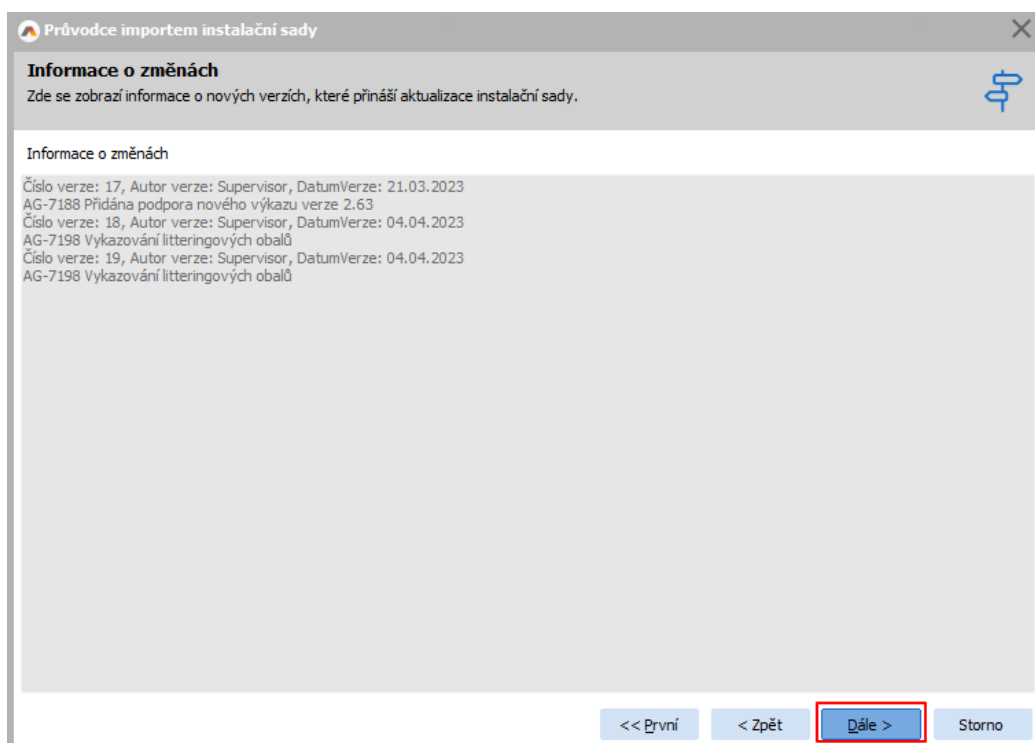 Průvodce importem instalační sady
Informace o změnách
Zde se zobrazí informace o nových verzích, které přináší aktualizace instalační sady.
Informace o změnách
Číslo verze: 17, Autor verze: Supervisor, DatumVerze: 21.03.2023
AG-7188 Přidána podpora nového výkazu verze 2.63
Číslo verze: 18, Autor verze: Supervisor, DatumVerze: 04.04.2023
AG-7198 Vykazování litteringových obalů
Číslo verze: 19, Autor verze: Supervisor, DatumVerze: 04.04.2023
AG-7198 Vykazování litteringových obalů
<< První < Zpět Dále > Storno